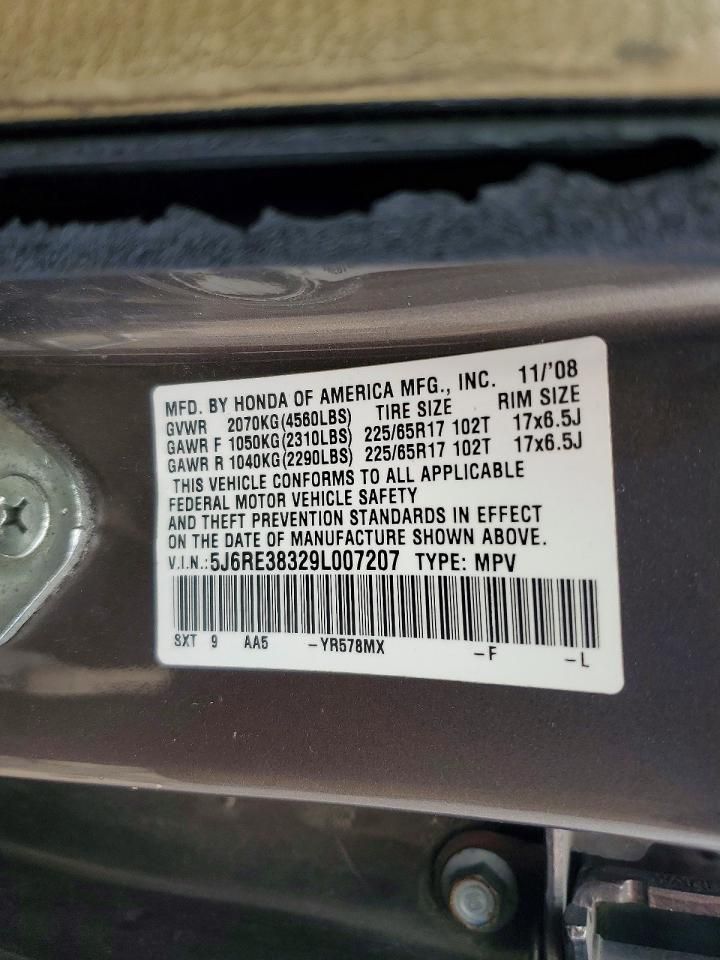 MFD. BY HONDA OF AMERICA MFG., INC. 11/'08
GVWR 2070KG(4560LBS) TIRE SIZE RIM SIZE
GAWR F 1050KG(2310LBS) 225/65R17 102T 17x6.5J
GAWR R 1040KG(2290LBS) 225/65R17 102T 17x6.5J
THIS VEHICLE CONFORMS TO ALL APPLICABLE
FEDERAL MOTOR VEHICLE SAFETY
AND THEFT PREVENTION STANDARDS IN EFFECT
ON THE DATE OF MANUFACTURE SHOWN ABOVE.
V.I.N.:5J6RE38329L007207 TYPE: MPV
SXT 9 AA5 -YR578MX -F -L